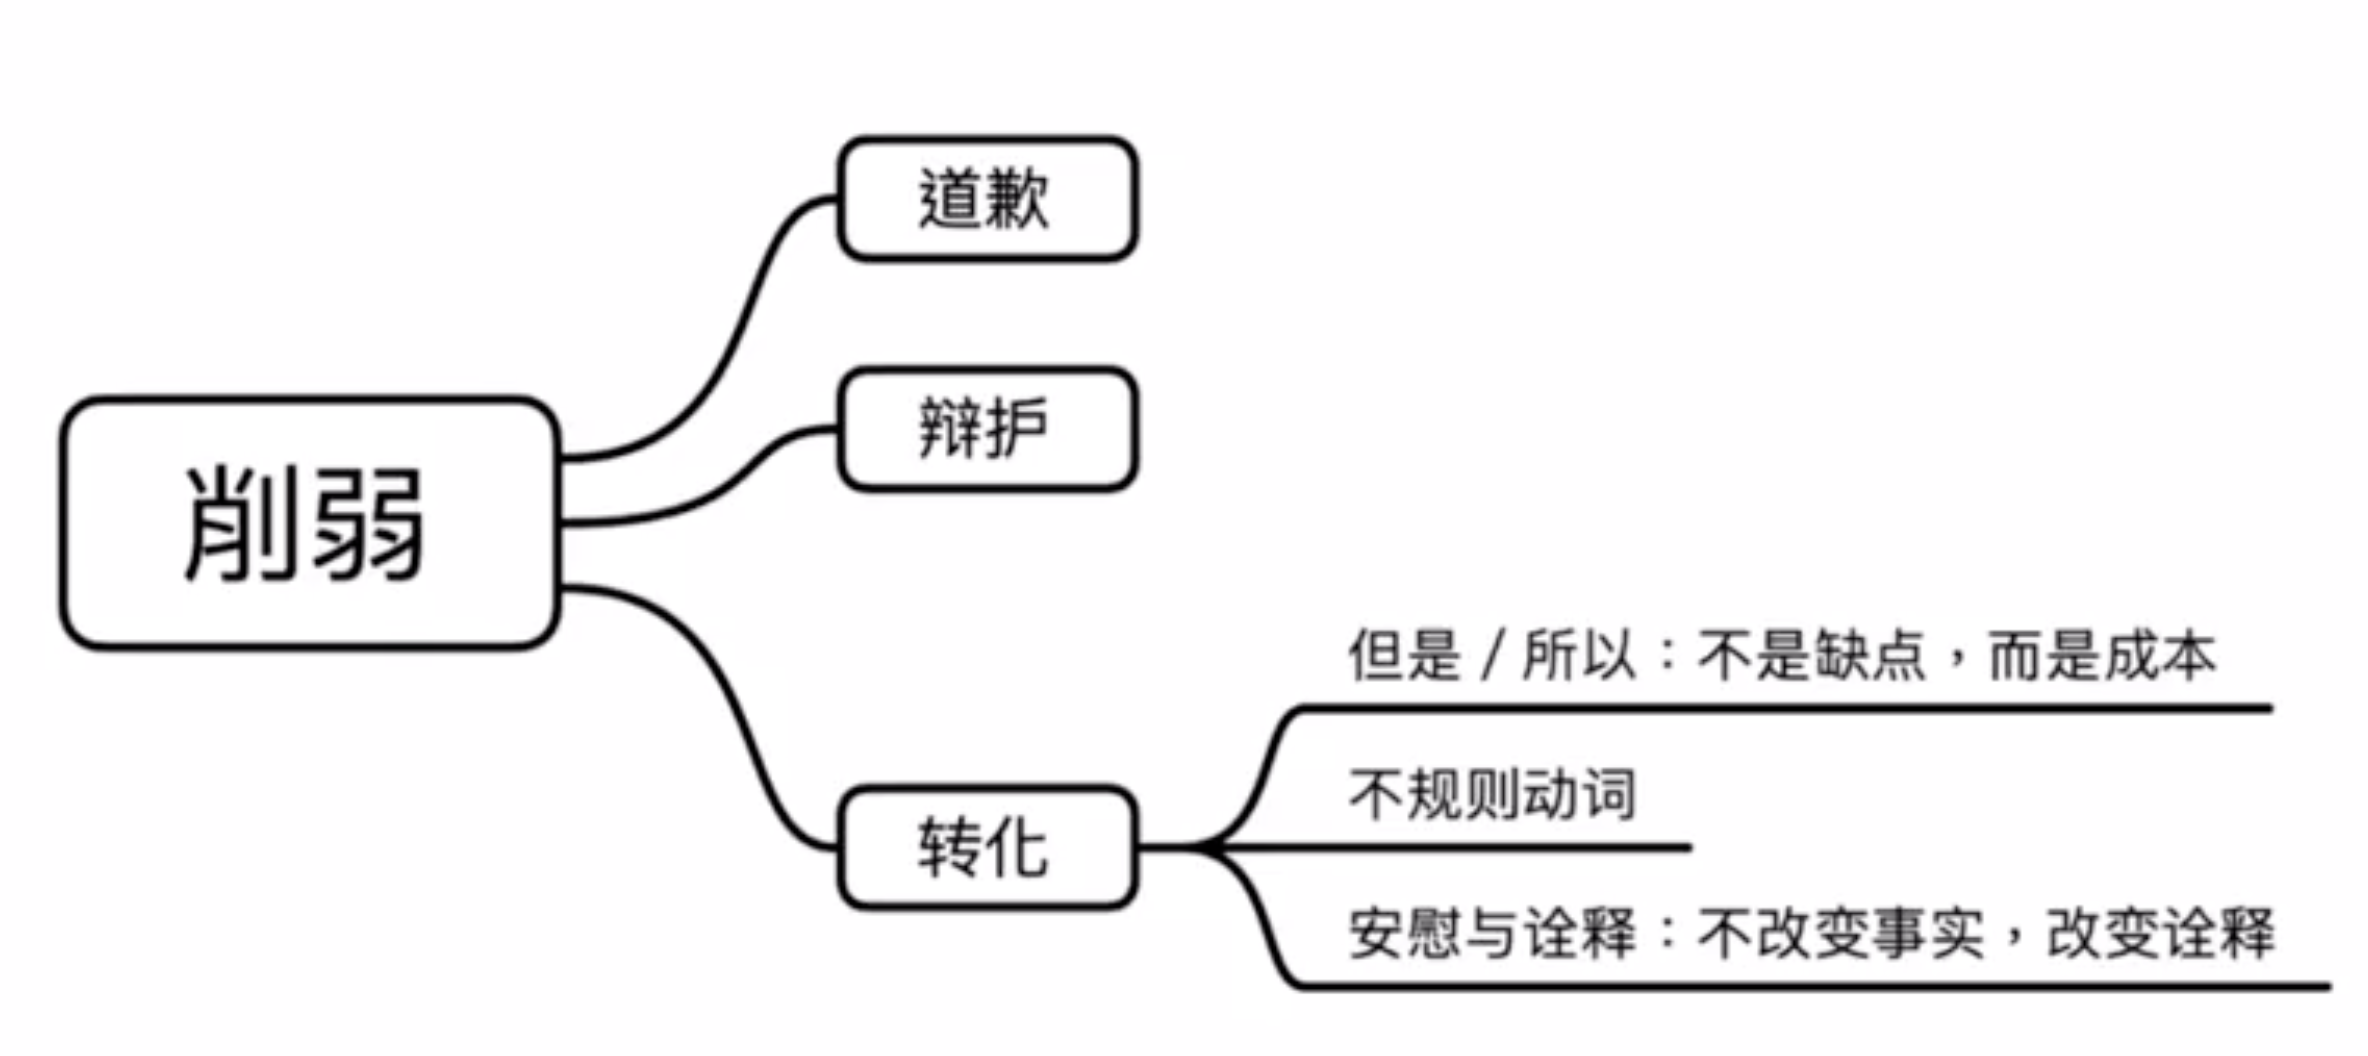 道歉
辩护
削弱
但是 / 所以：不是缺点，而是成本
不规则动词
转化
安慰与诠释：不改变事实，改变诠释